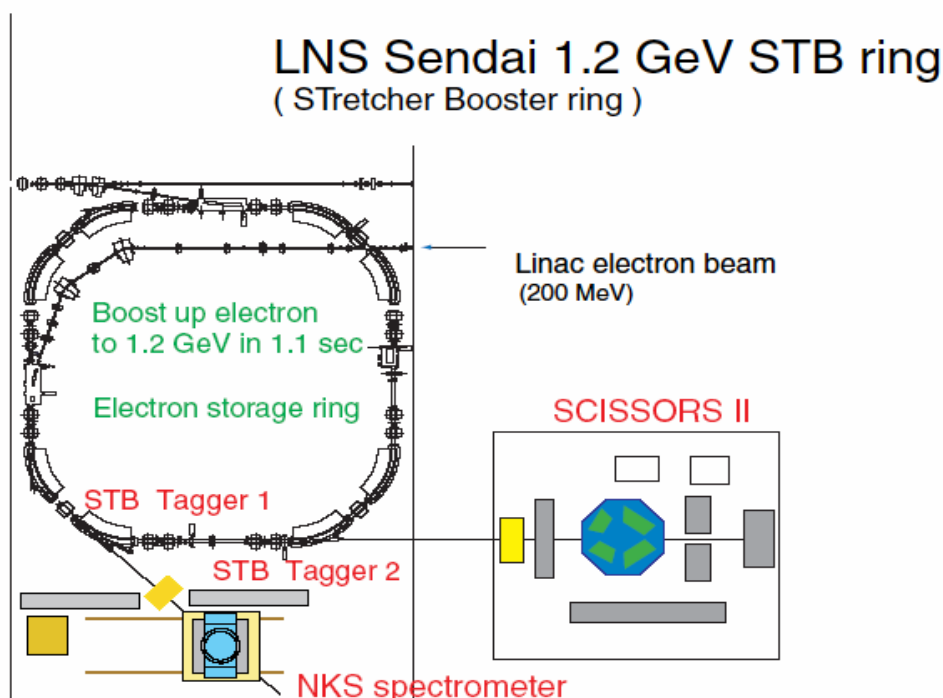 LNS Sendai 1.2 GeV STB ring
( STretcher Booster ring )
Linac electron beam
(200 MeV)
Boost up electron
to 1.2 GeV in 1.1 sec
Electron storage ring
SCISSORS II
STB Tagger 1
STB Tagger 2
NKS spectrometer